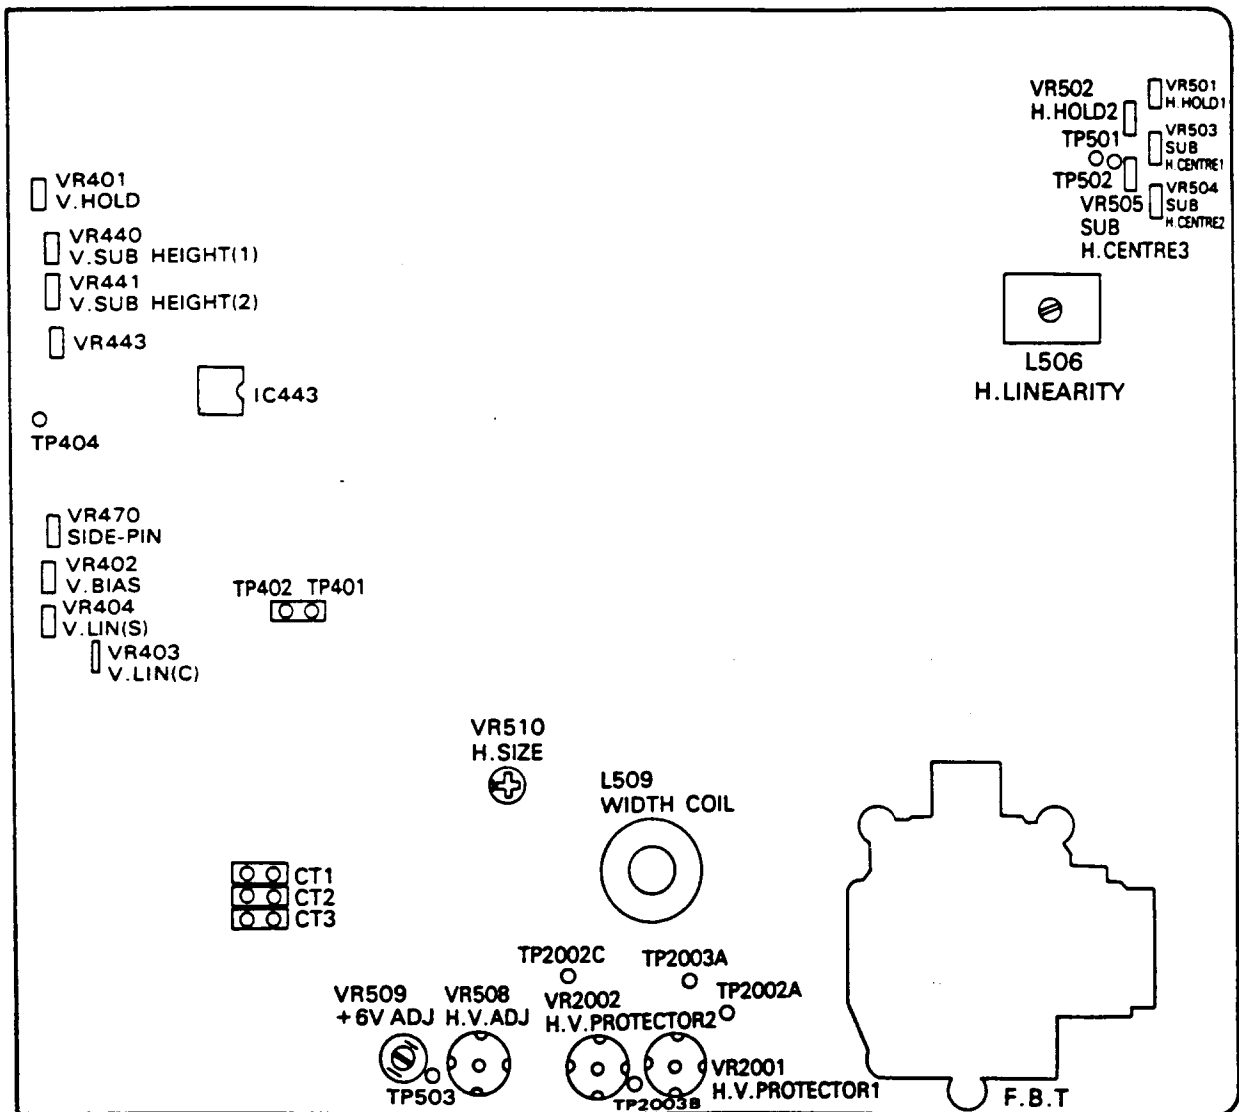 VR502
H.HOLD2
VR501
H.HOLD1
TP501
VR503
SUB
H.CENTRE1
TP502
VR504
SUB
H.CENTRE2
VR505
SUB
H.CENTRE3
VR401
V.HOLD
VR440
V.SUB HEIGHT(1)
VR441
V.SUB HEIGHT(2)
VR443
IC443
TP404
L506
H.LINEARITY
VR470
SIDE-PIN
VR402
V.BIAS
VR404
V.LIN(S)
VR403
V.LIN(C)
TP402 TP401
VR510
H.SIZE
L509
WIDTH COIL
CT1
CT2
CT3
TP2002C
TP2003A
TP2002A
VR509
+6V ADJ
VR508
H.V.ADJ
VR2002
H.V.PROTECTOR2
VR2001
H.V.PROTECTOR1
TP503
TP2003B
F.B.T